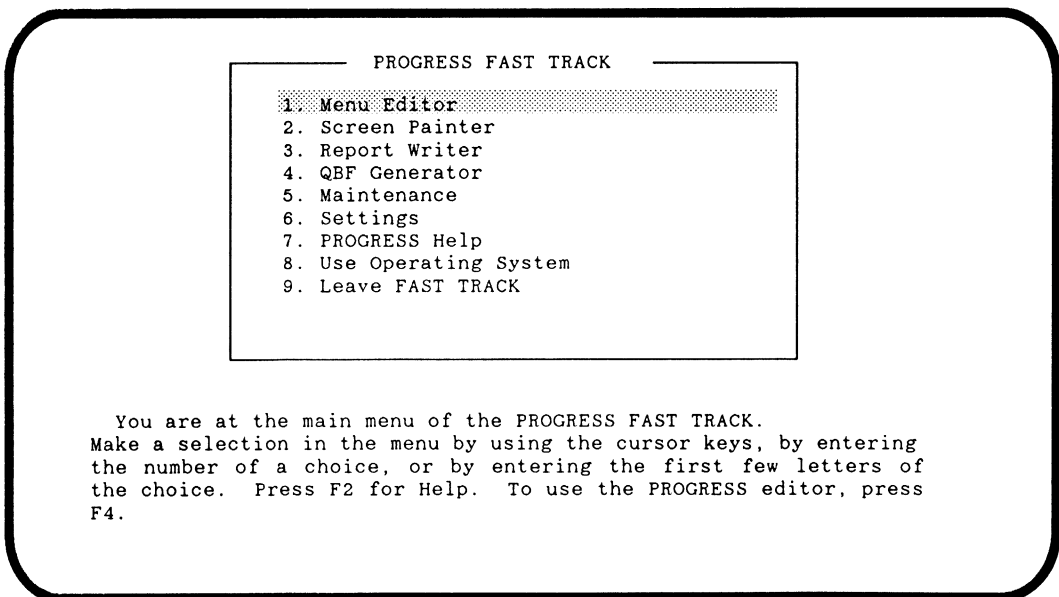 PROGRESS FAST TRACK
1. Menu Editor
2. Screen Painter
3. Report Writer
4. QBF Generator
5. Maintenance
6. Settings
7. PROGRESS Help
8. Use Operating System
9. Leave FAST TRACK
You are at the main menu of the PROGRESS FAST TRACK.
Make a selection in the menu by using the cursor keys, by entering
the number of a choice, or by entering the first few letters of
the choice.  Press F2 for Help.  To use the PROGRESS editor, press
F4.